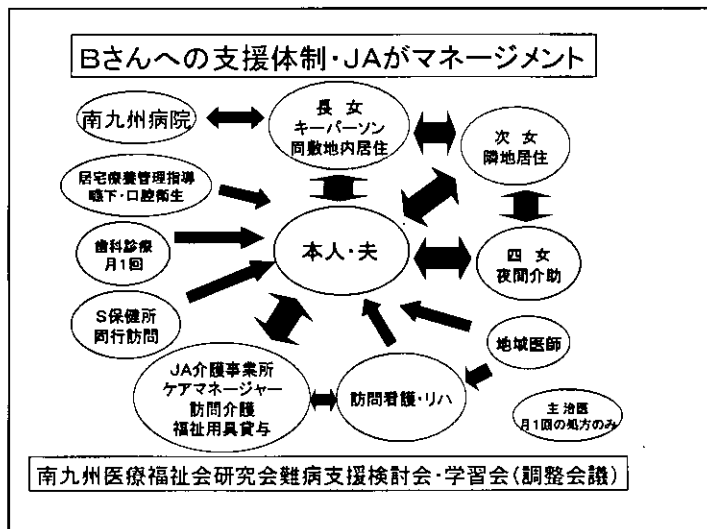 Bさんへの支援体制・JAがマネージメント
南九州病院
長女
キーパーソン
同敷地内居住
次女
隣地居住
居宅療養管理指導
嚥下・口腔衛生
歯科診療
月1回
本人・夫
四女
夜間介助
S保健所
同行訪問
地域医師
JA介護事業所
ケアマネージャー
訪問介護
福祉用具貸与
訪問看護・リハ
主治医
月1回の処方のみ
南九州医療福祉会研究会難病支援検討会・学習会(調整会議)